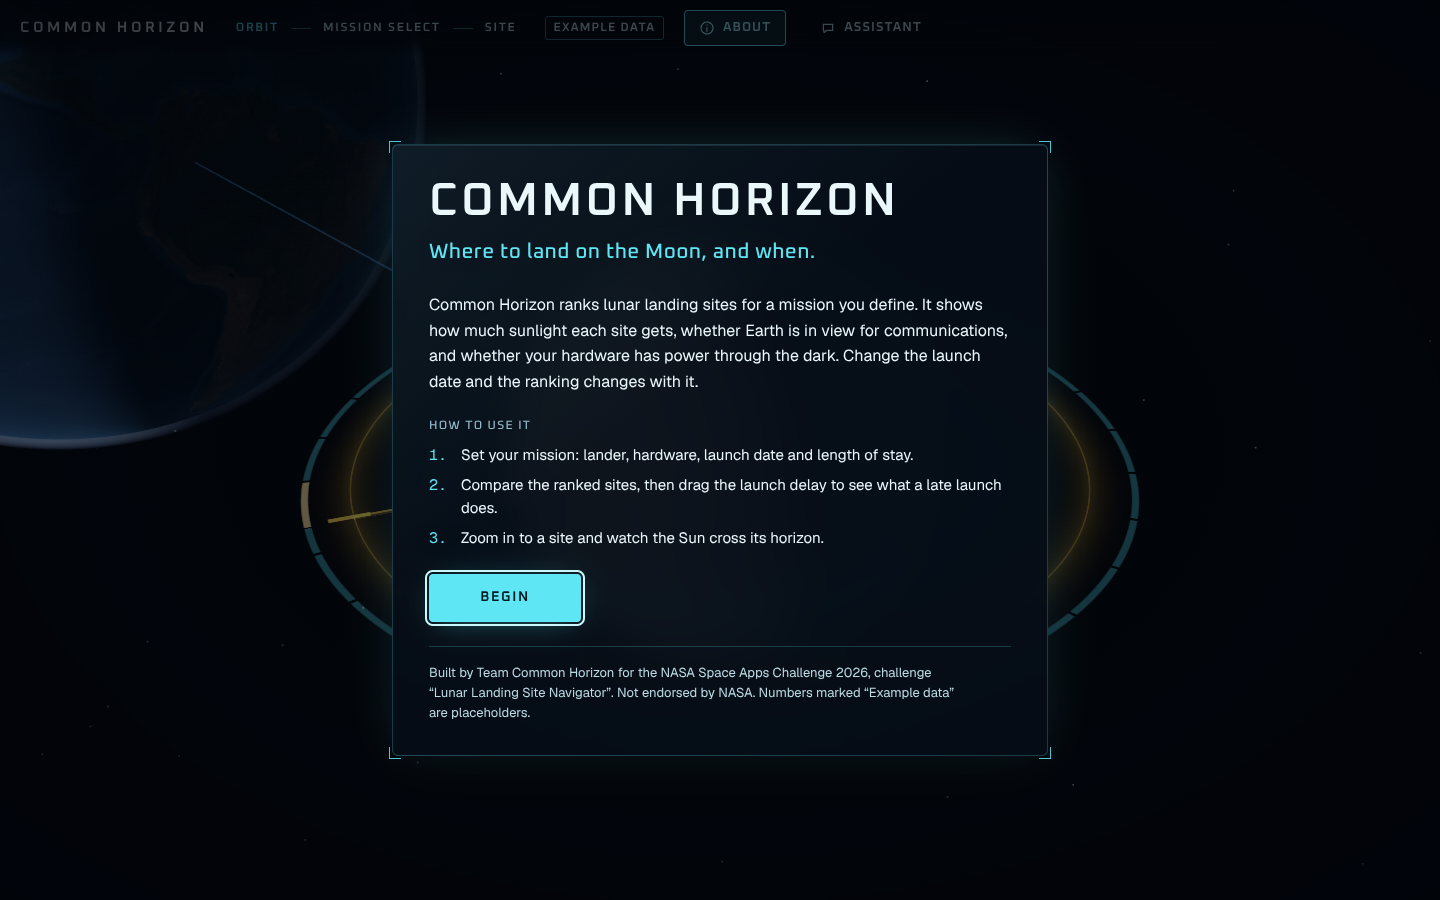 COMMON HORIZON
ORBIT
MISSION SELECT
SITE
EXAMPLE DATA
ABOUT
ASSISTANT
COMMON HORIZON
Where to land on the Moon, and when.
Common Horizon ranks lunar landing sites for a mission you define. It shows
how much sunlight each site gets, whether Earth is in view for communications,
and whether your hardware has power through the dark. Change the launch
date and the ranking changes with it.
HOW TO USE IT
1. Set your mission: lander, hardware, launch date and length of stay.
2. Compare the ranked sites, then drag the launch delay to see what a late launch
does.
3. Zoom in to a site and watch the Sun cross its horizon.
BEGIN
Built by Team Common Horizon for the NASA Space Apps Challenge 2026, challenge
“Lunar Landing Site Navigator”. Not endorsed by NASA. Numbers marked “Example data”
are placeholders.